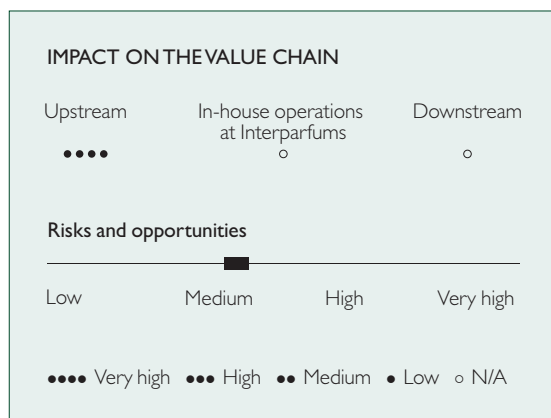 IMPACT ON THE VALUE CHAIN
Upstream In-house operations at Interparfums Downstream
●●●● ○ ○
Risks and opportunities
Low Medium High Very high
●●●● Very high ●●● High ●● Medium ● Low ○ N/A